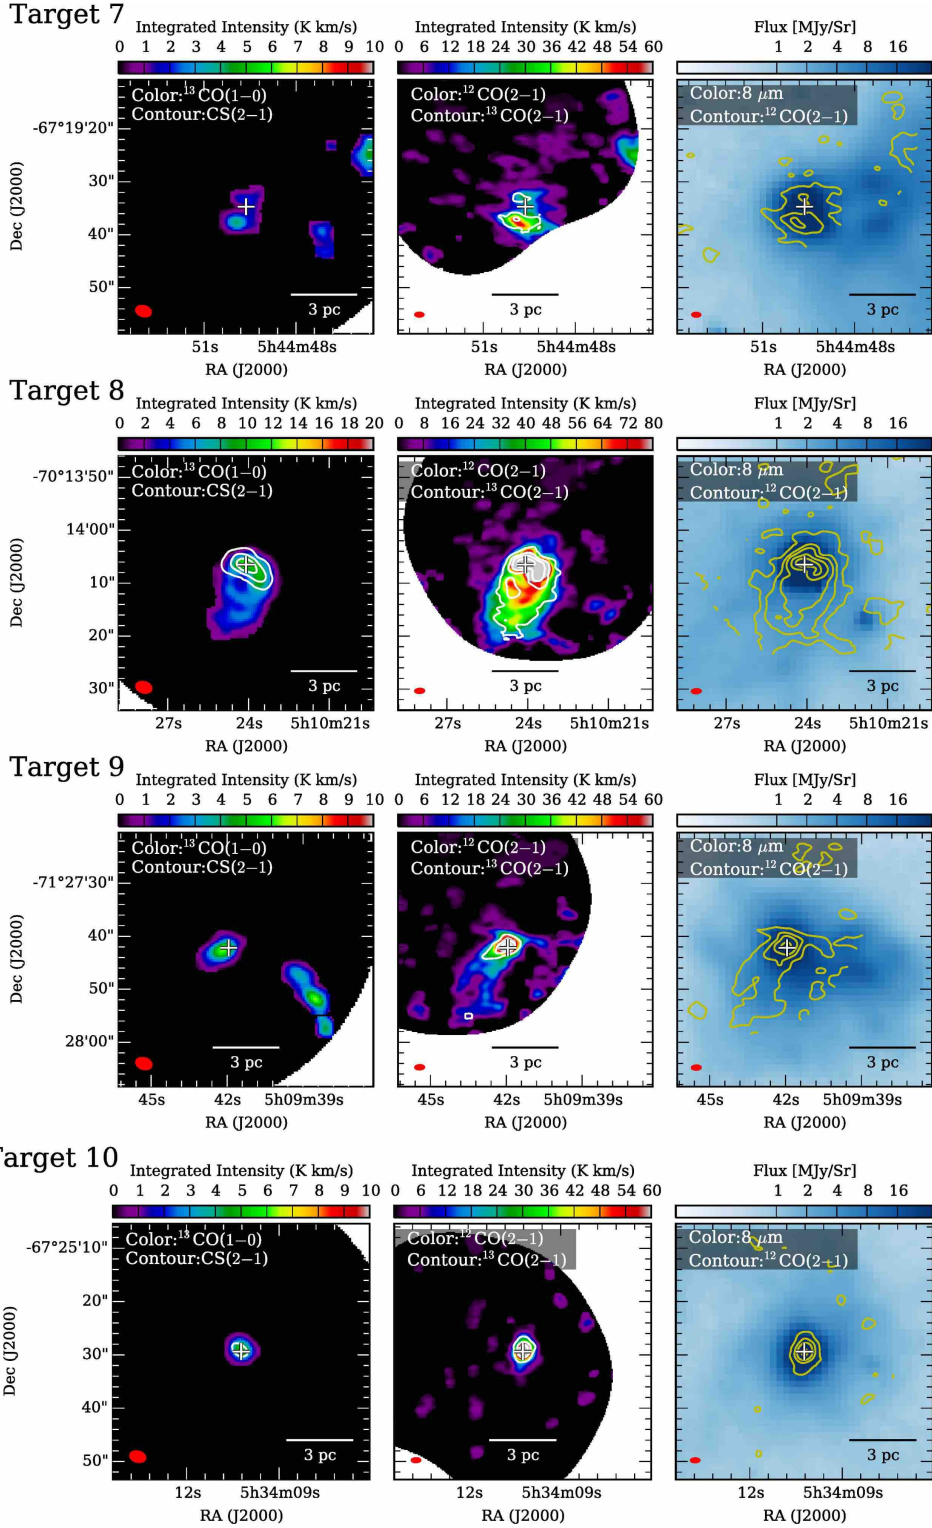 Target 7
Integrated Intensity (K km/s) Integrated Intensity (K km/s) Flux [MJy/Sr]
0 1 2 3 4 5 6 7 8 9 10 0 6 12 18 24 30 36 42 48 54 60 1 2 4 8 16
Color:¹³CO(1−0) Color:¹²CO(2−1) Color:8 μm
Contour:CS(2−1) Contour:¹³CO(2−1) Contour:¹²CO(2−1)
-67°19'20"
30"
40"
50"
Dec (J2000)
3 pc 3 pc 3 pc
51s 5h44m48s 51s 5h44m48s 51s 5h44m48s
RA (J2000) RA (J2000) RA (J2000)
Target 8
Integrated Intensity (K km/s) Integrated Intensity (K km/s) Flux [MJy/Sr]
0 2 4 6 8 10 12 14 16 18 20 0 8 16 24 32 40 48 56 64 72 80 1 2 4 8 16
Color:¹³CO(1−0) Color:¹²CO(2−1) Color:8 μm
Contour:CS(2−1) Contour:¹³CO(2−1) Contour:¹²CO(2−1)
-70°13'50"
14'00"
10"
20"
30"
Dec (J2000)
3 pc 3 pc 3 pc
27s 24s 5h10m21s 27s 24s 5h10m21s 27s 24s 5h10m21s
RA (J2000) RA (J2000) RA (J2000)
Target 9
Integrated Intensity (K km/s) Integrated Intensity (K km/s) Flux [MJy/Sr]
0 1 2 3 4 5 6 7 8 9 10 0 6 12 18 24 30 36 42 48 54 60 1 2 4 8 16
Color:¹³CO(1−0) Color:¹²CO(2−1) Color:8 μm
Contour:CS(2−1) Contour:¹³CO(2−1) Contour:¹²CO(2−1)
-71°27'30"
40"
50"
28'00"
Dec (J2000)
3 pc 3 pc 3 pc
45s 42s 5h09m39s 45s 42s 5h09m39s 45s 42s 5h09m39s
RA (J2000) RA (J2000) RA (J2000)
Target 10
Integrated Intensity (K km/s) Integrated Intensity (K km/s) Flux [MJy/Sr]
0 1 2 3 4 5 6 7 8 9 10 0 6 12 18 24 30 36 42 48 54 60 1 2 4 8 16
Color:¹³CO(1−0) Color:¹²CO(2−1) Color:8 μm
Contour:CS(2−1) Contour:¹³CO(2−1) Contour:¹²CO(2−1)
-67°25'10"
20"
30"
40"
50"
Dec (J2000)
3 pc 3 pc 3 pc
12s 5h34m09s 12s 5h34m09s 12s 5h34m09s
RA (J2000) RA (J2000) RA (J2000)